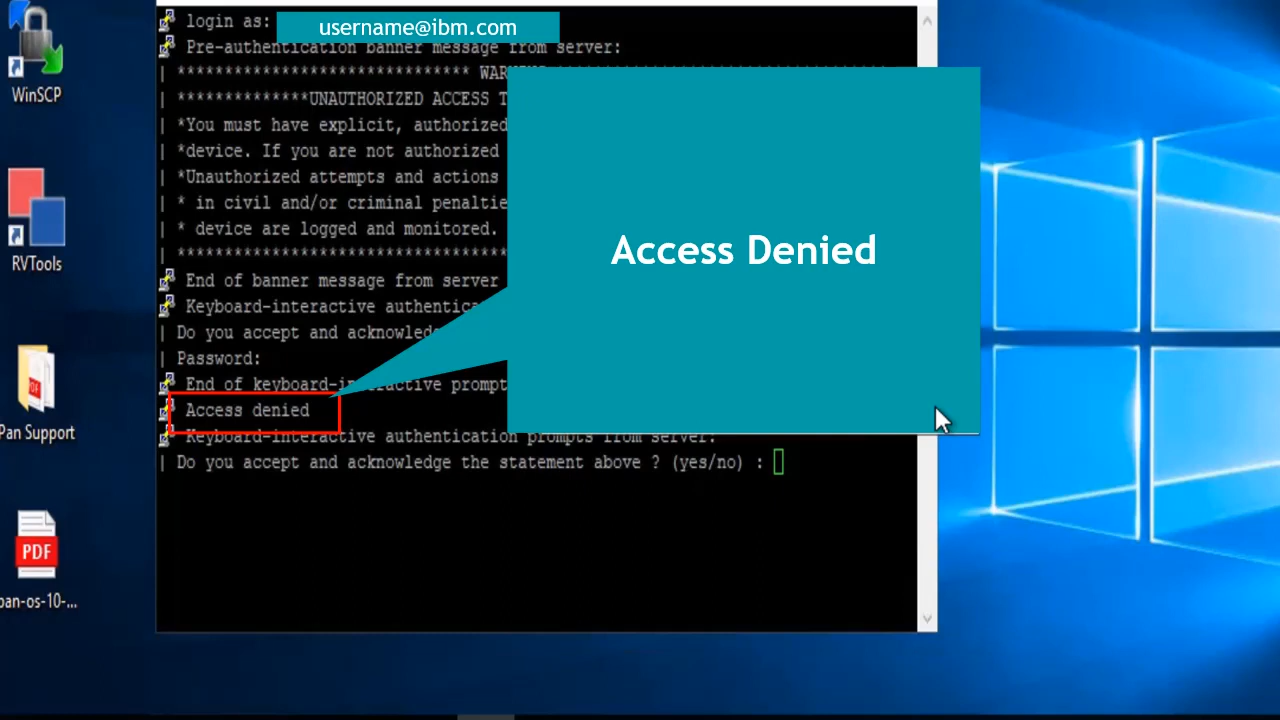 login as:
username@ibm.com
Pre-authentication banner message from server:
| ******************************* WAR
| **************UNAUTHORIZED ACCESS T
| *You must have explicit, authorized
| *device. If you are not authorized
| *Unauthorized attempts and actions
| * in civil and/or criminal penaltie
| * device are logged and monitored.
| ***********************************
End of banner message from server
Keyboard-interactive authentica
| Do you accept and acknowledg
| Password:
End of keyboard-interactive prompt
Access denied
Keyboard-interactive authentication prompts from server:
| Do you accept and acknowledge the statement above ? (yes/no) :
Access Denied
WinSCP
RVTools
PDF
Pan Support
PDF
pan-os-10-...